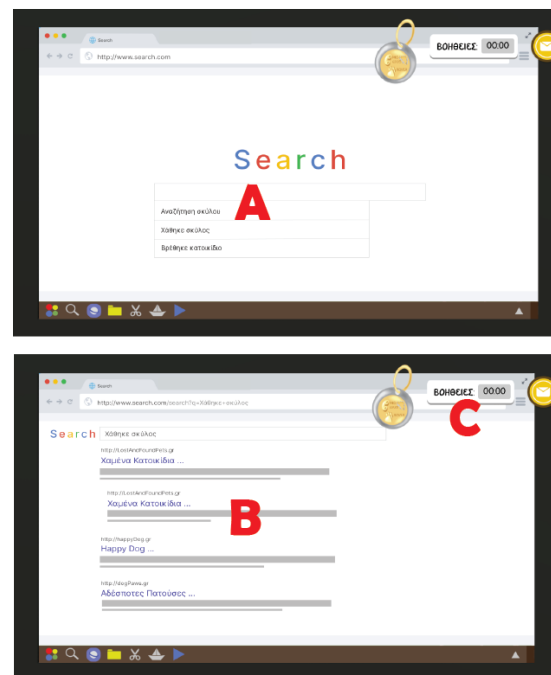 Search
http://www.search.com
ΒΟΗΘΕΙΕΣ: 00:00
Search
A
Αναζήτηση σκύλου
Χάθηκε σκύλος
Βρέθηκε κατοικίδιο
Search
http://www.search.com/search?q=Χάθηκε+σκύλος
ΒΟΗΘΕΙΕΣ: 00:00
C
Search Χάθηκε σκύλος
http://LostAndFoundPets.gr
Χαμένα Κατοικίδια ...
http://LostAndFoundPets.gr
Χαμένα Κατοικίδια ...
B
http://happyDog.gr
Happy Dog ...
http://dogPaws.gr
Αδέσποτες Πατούσες ...